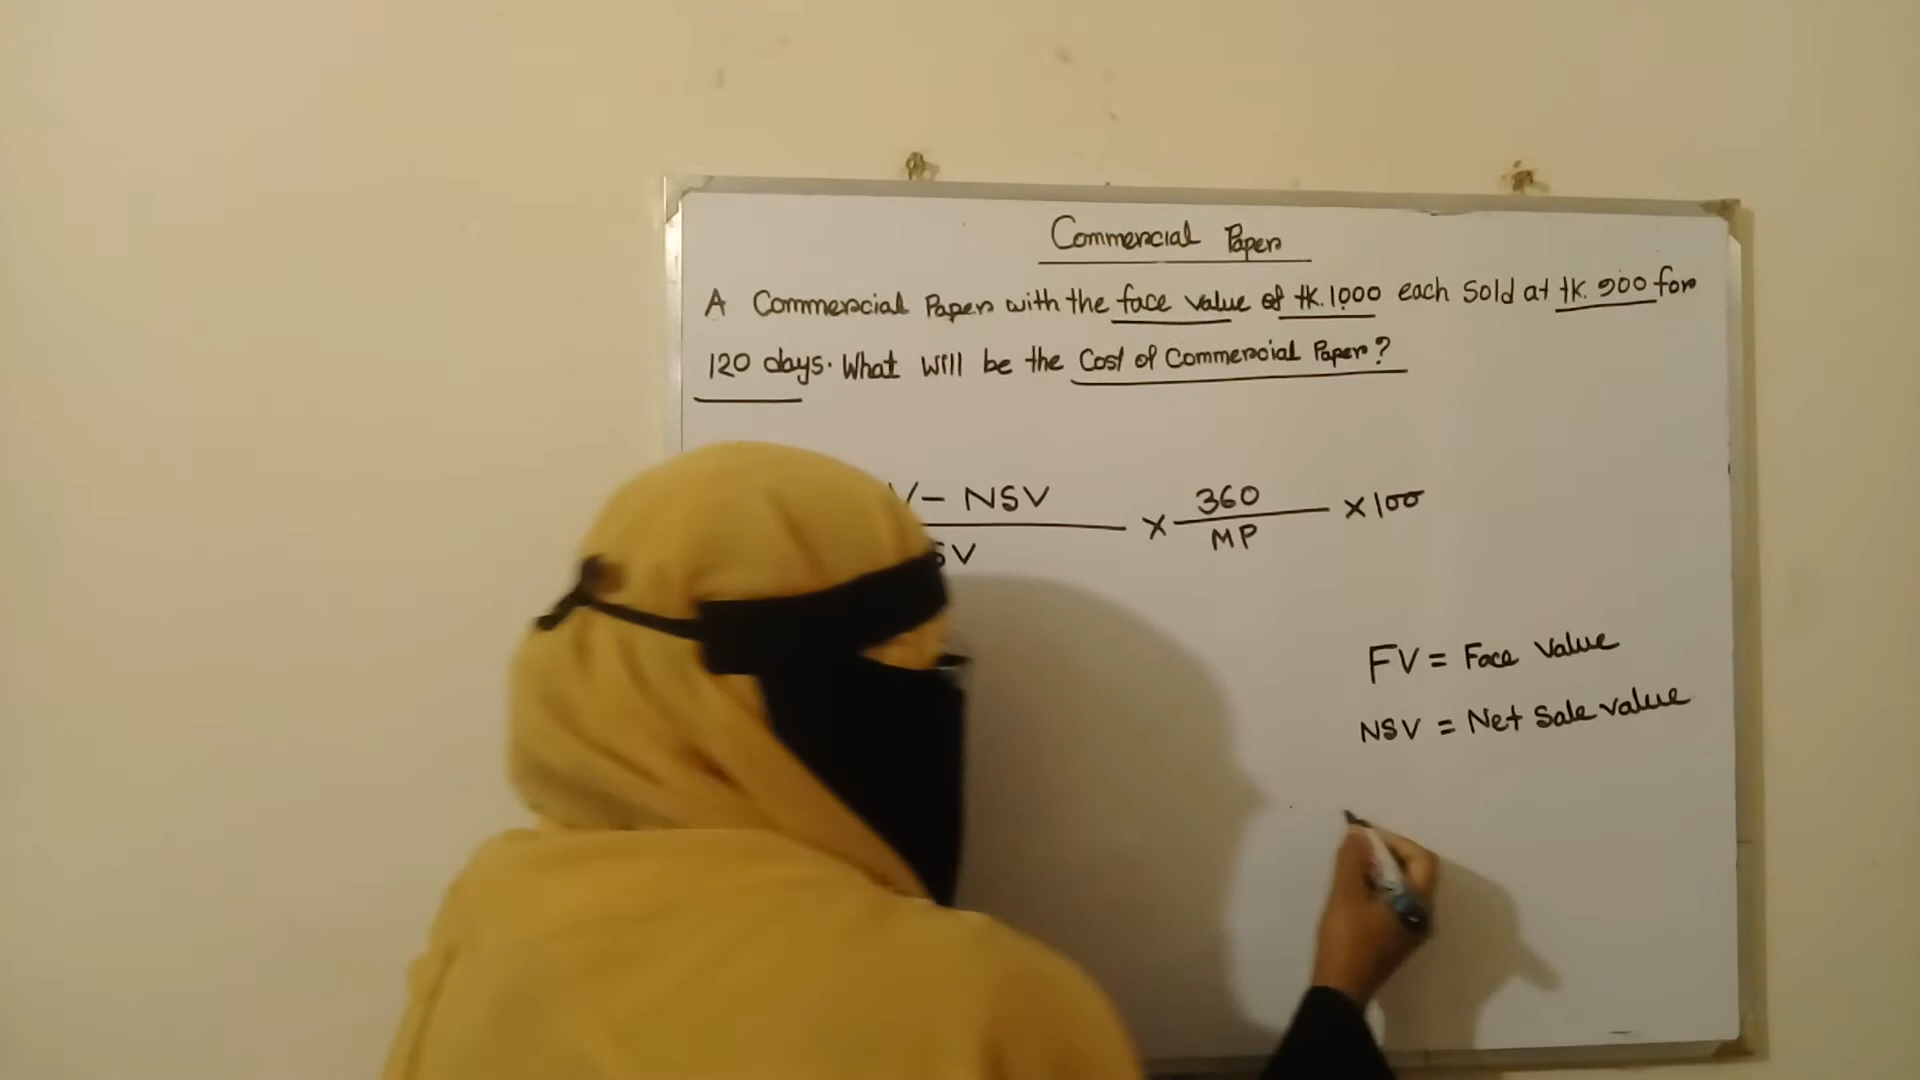 Commercial Paper
A Commercial Paper with the face value of tk. 1000 each Sold at tk. 900 for
120 days. What will be the Cost of Commercial Paper?
V - NSV
SV
×
360
MP
×100
FV = Face Value
NSV = Net Sale value